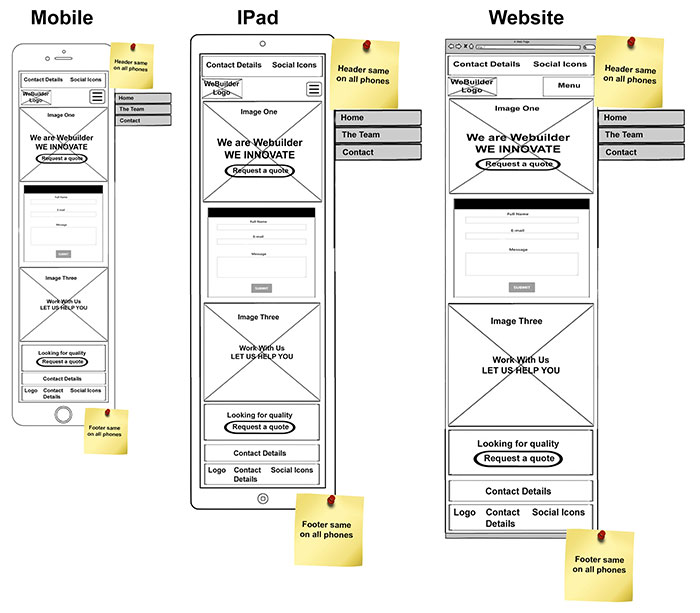 Mobile
Header same
on all phones
Contact Details Social Icons
WeBuilder
Logo
Home
The Team
Contact
Image One
We are Webuilder
WE INNOVATE
Request a quote
Full Name
E-mail
Message
SUBMIT
Image Three
Work With Us
LET US HELP YOU
Looking for quality
Request a quote
Contact Details
Logo Contact Social Icons
Details
Footer same
on all phones
IPad
Header same
on all phones
Contact Details Social Icons
WeBuilder
Logo
Home
The Team
Contact
Image One
We are Webuilder
WE INNOVATE
Request a quote
Full Name
E-mail
Message
SUBMIT
Image Three
Work With Us
LET US HELP YOU
Looking for quality
Request a quote
Contact Details
Logo Contact Social Icons
Details
Footer same
on all phones
Website
Header same
on all phones
Contact Details Social Icons
WeBuilder
Logo
Menu
Home
The Team
Contact
Image One
We are Webuilder
WE INNOVATE
Request a quote
Full Name
E-mail
Message
SUBMIT
Image Three
Work With Us
LET US HELP YOU
Looking for quality
Request a quote
Contact Details
Logo Contact Social Icons
Details
Footer same
on all phones